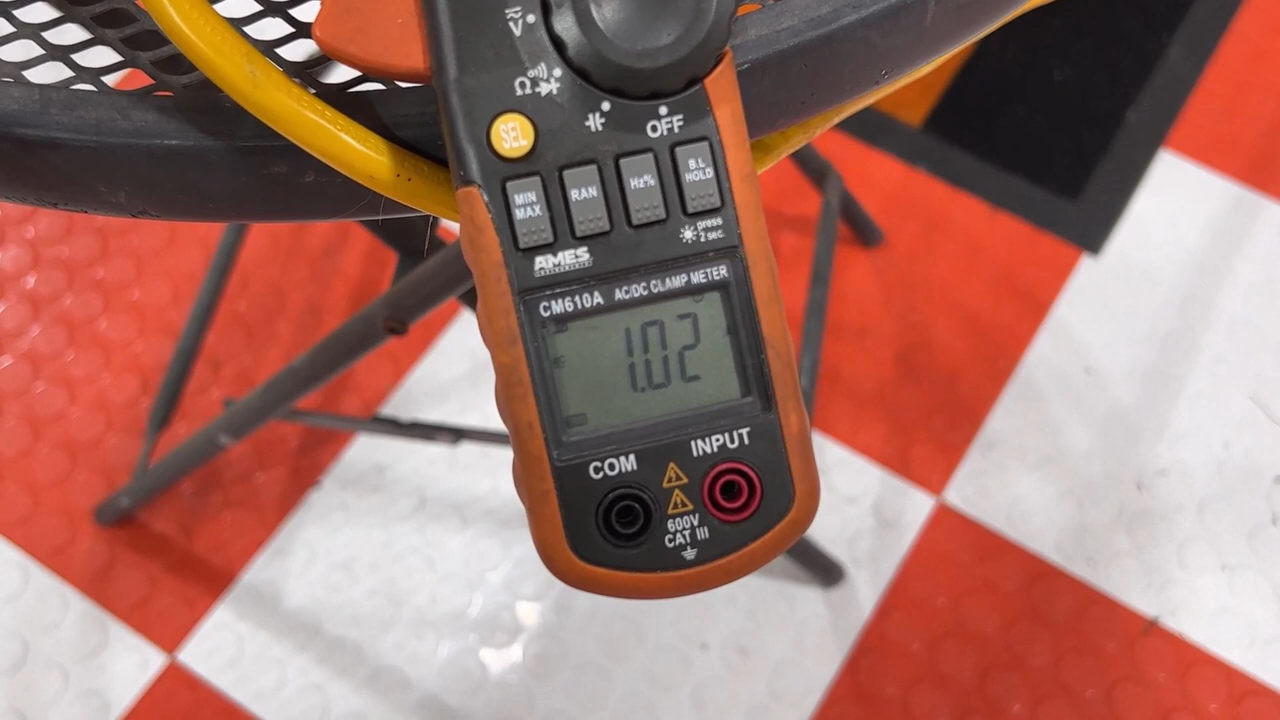 V
Ω
OFF
SEL
MIN
MAX
RAN
Hz%
B.L
HOLD
press
2 sec.
AMES
CM610A AC/DC CLAMP METER
1.02
COM
INPUT
600V
CAT III